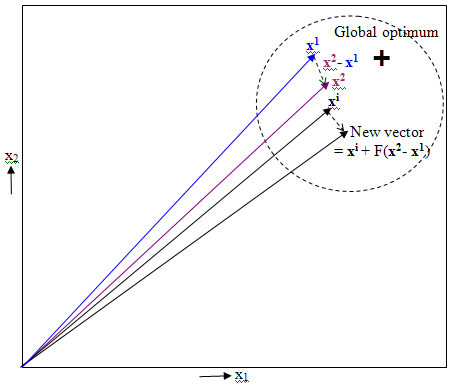 Global optimum
x¹
x²- x¹
x²
xⁱ
New vector
= xⁱ + F(x²- x¹)
x₂
x₁